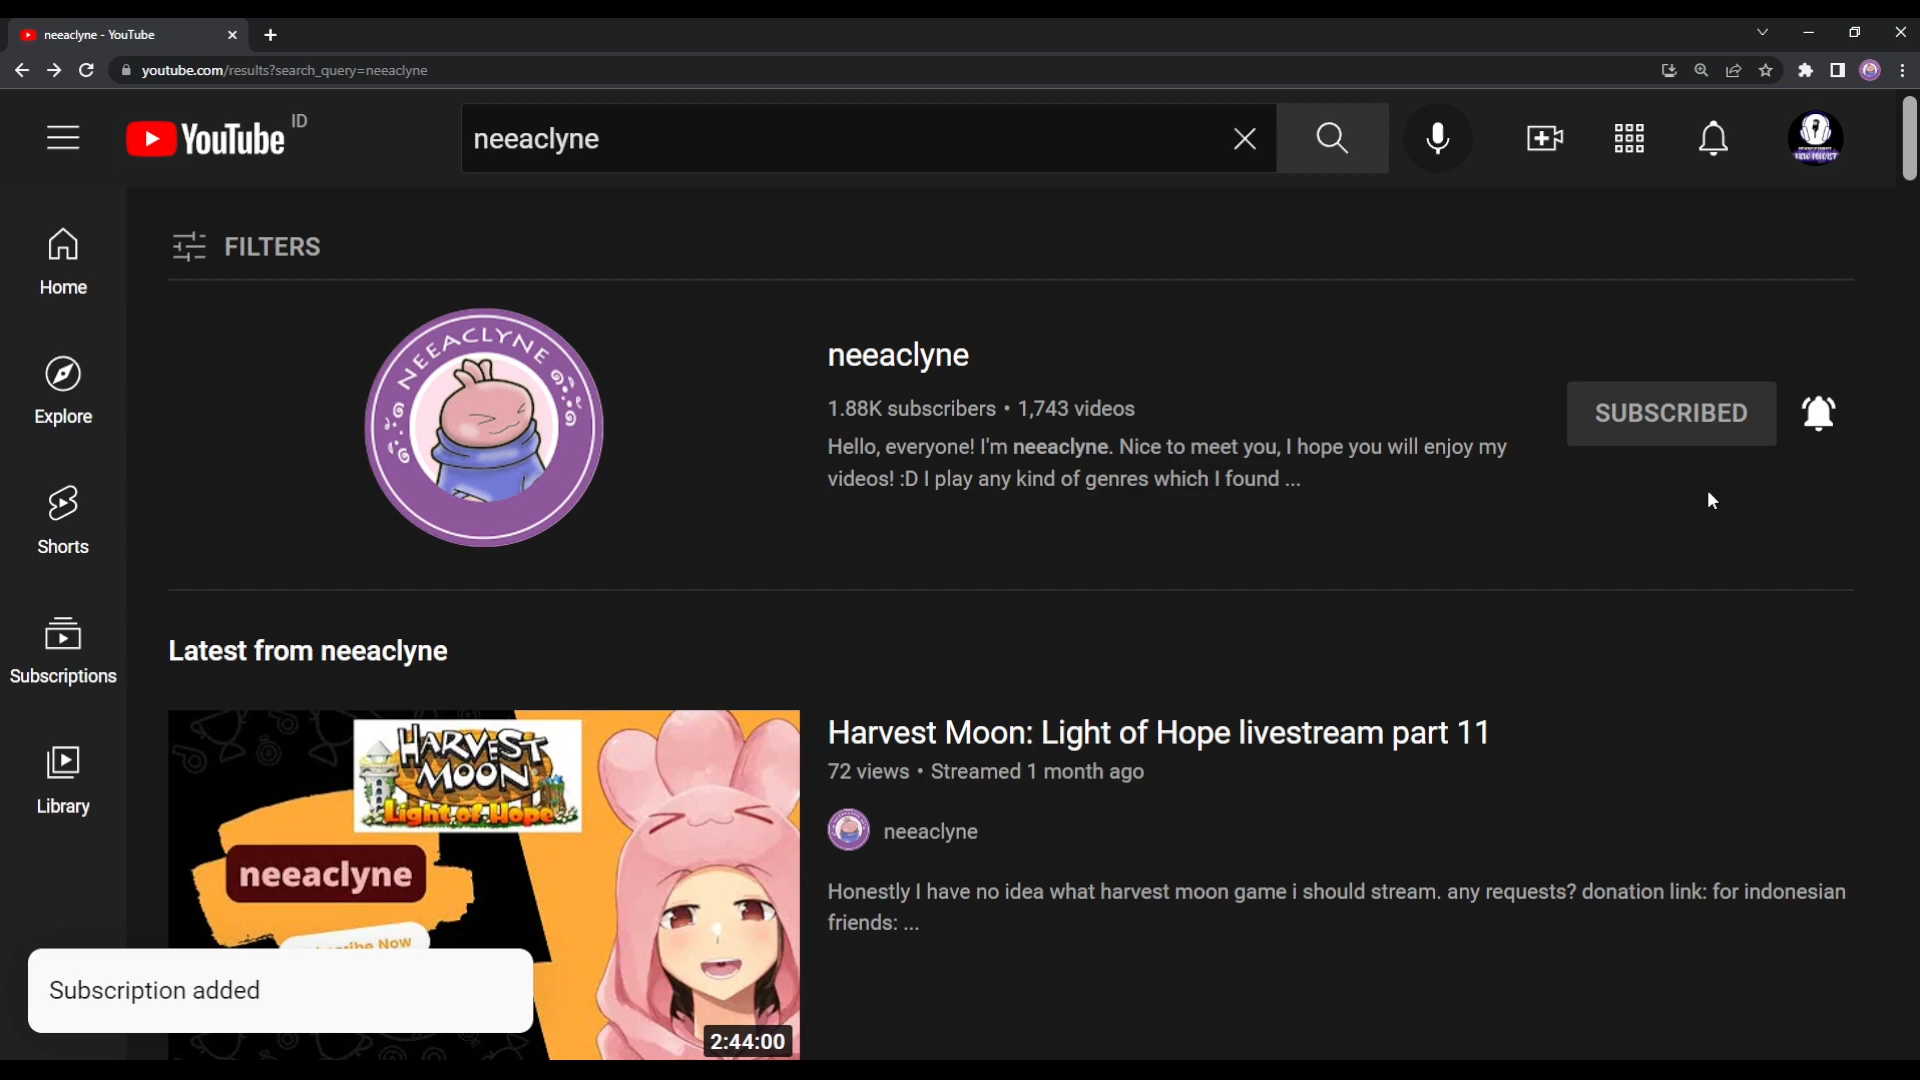 neeaclyne - YouTube
youtube.com/results?search_query=neeaclyne
YouTube ID
neeaclyne
FILTERS
Home
Explore
Shorts
Subscriptions
Library
NEEACLYNE
neeaclyne
1.88K subscribers • 1,743 videos
Hello, everyone! I'm neeaclyne. Nice to meet you, I hope you will enjoy my
videos! :D I play any kind of genres which I found ...
SUBSCRIBED
Latest from neeaclyne
HARVEST
MOON
Light of Hope
neeaclyne
Now
2:44:00
Harvest Moon: Light of Hope livestream part 11
72 views • Streamed 1 month ago
neeaclyne
Honestly I have no idea what harvest moon game i should stream. any requests? donation link: for indonesian
friends: ...
Subscription added